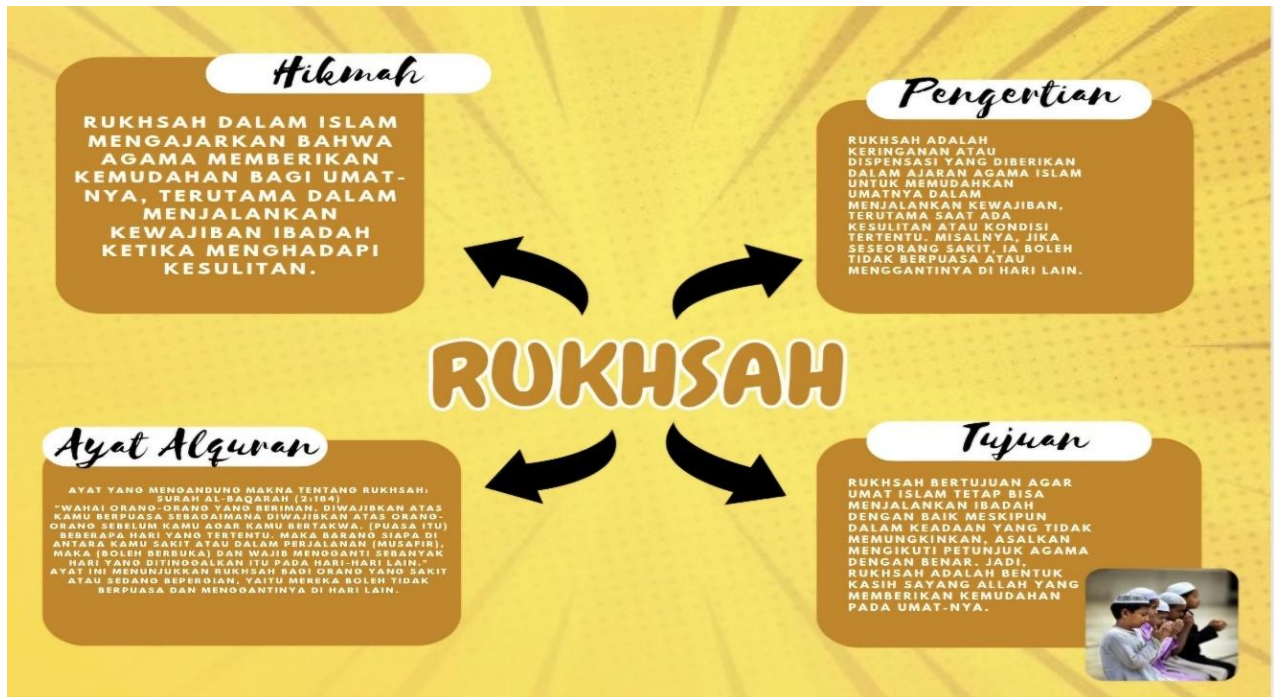 Hikmah
RUKHSAH DALAM ISLAM
MENGAJARKAN BAHWA
AGAMA MEMBERIKAN
KEMUDAHAN BAGI UMAT-
NYA, TERUTAMA DALAM
MENJALANKAN
KEWAJIBAN IBADAH
KETIKA MENGHADAPI
KESULITAN.
Pengertian
RUKHSAH ADALAH
KERINGANAN ATAU
DISPENSASI YANG DIBERIKAN
DALAM AJARAN AGAMA ISLAM
UNTUK MEMUDAHKAN
UMATNYA DALAM
MENJALANKAN KEWAJIBAN,
TERUTAMA SAAT ADA
KESULITAN ATAU KONDISI
TERTENTU. MISALNYA, JIKA
SESEORANG SAKIT, IA BOLEH
TIDAK BERPUASA ATAU
MENGGANTINYA DI HARI LAIN.
RUKHSAH
Ayat Alquran
AYAT YANG MENGANDUNG MAKNA TENTANG RUKHSAH:
SURAH AL-BAQARAH (2:184)
"WAHAI ORANG-ORANG YANG BERIMAN, DIWAJIBKAN ATAS
KAMU BERPUASA SEBAGAIMANA DIWAJIBKAN ATAS ORANG-
ORANG SEBELUM KAMU AGAR KAMU BERTAKWA. (PUASA ITU)
BEBERAPA HARI YANG TERTENTU. MAKA BARANG SIAPA DI
ANTARA KAMU SAKIT ATAU DALAM PERJALANAN (MUSAPIR),
MAKA (BOLEH BERBUKA) DAN WAJIB MENGGANTI SEBANYAK
HARI YANG DITINGGALKAN ITU PADA HARI-HARI LAIN."
AYAT INI MENUNJUKKAN RUKHSAH BAGI ORANG YANG SAKIT
ATAU SEDANG BEPERGIAN, YAITU MEREKA BOLEH TIDAK
BERPUASA DAN MENGGANTINYA DI HARI LAIN.
Tujuan
RUKHSAH BERTUJUAN AGAR
UMAT ISLAM TETAP BISA
MENJALANKAN IBADAH
DENGAN BAIK MESKIPUN
DALAM KEADAAN YANG TIDAK
MEMUNGKINKAN, ASALKAN
MENGIKUTI PETUNJUK AGAMA
DENGAN BENAR. JADI,
RUKHSAH ADALAH BENTUK
KASIH SAYANG ALLAH YANG
MEMBERIKAN KEMUDAHAN
PADA UMAT-NYA.